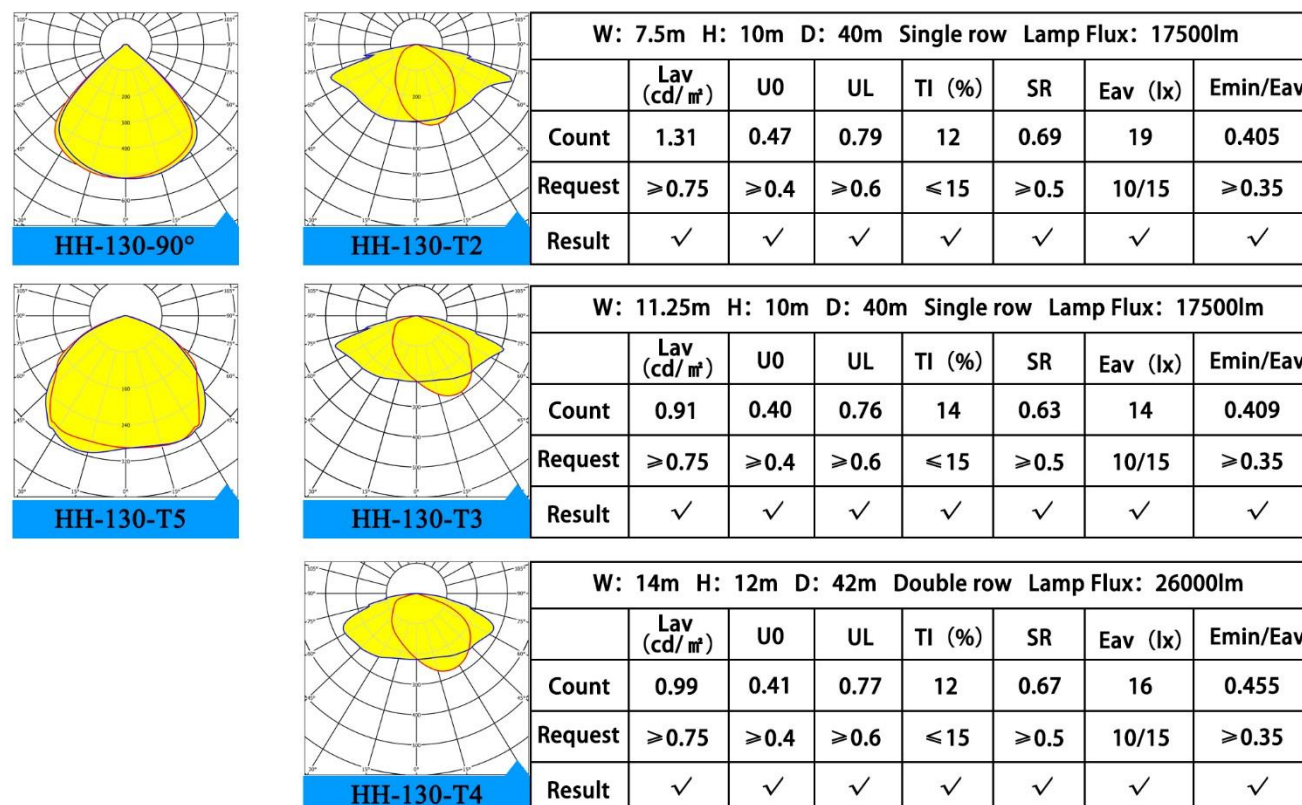 HH-130-90°
HH-130-T2
W: 7.5m H: 10m D: 40m Single row Lamp Flux: 17500lm
Lav (cd/㎡) U0 UL TI (%) SR Eav (lx) Emin/Eav
Count 1.31 0.47 0.79 12 0.69 19 0.405
Request ≥0.75 ≥0.4 ≥0.6 ≤15 ≥0.5 10/15 ≥0.35
Result √ √ √ √ √ √ √
HH-130-T5
HH-130-T3
W: 11.25m H: 10m D: 40m Single row Lamp Flux: 17500lm
Lav (cd/㎡) U0 UL TI (%) SR Eav (lx) Emin/Eav
Count 0.91 0.40 0.76 14 0.63 14 0.409
Request ≥0.75 ≥0.4 ≥0.6 ≤15 ≥0.5 10/15 ≥0.35
Result √ √ √ √ √ √ √
HH-130-T4
W: 14m H: 12m D: 42m Double row Lamp Flux: 26000lm
Lav (cd/㎡) U0 UL TI (%) SR Eav (lx) Emin/Eav
Count 0.99 0.41 0.77 12 0.67 16 0.455
Request ≥0.75 ≥0.4 ≥0.6 ≤15 ≥0.5 10/15 ≥0.35
Result √ √ √ √ √ √ √